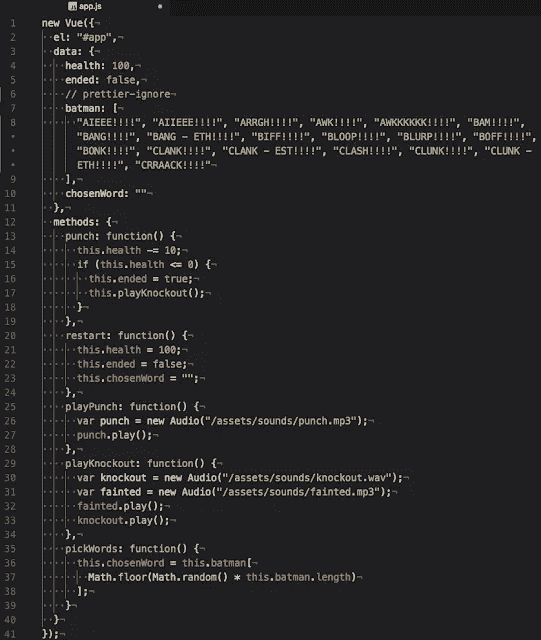 app.js
1 new Vue({
2 el: "#app",
3 data: {
4 health: 100,
5 ended: false,
6 // prettier-ignore
7 batman: [
8 "AIEEE!!!!", "AIIEEE!!!!", "ARRGH!!!!", "AWK!!!!", "AWKKKKKK!!!!", "BAM!!!!",
"BANG!!!!", "BANG - ETH!!!!", "BIFF!!!!", "BLOOP!!!!", "BLURP!!!!", "BOFF!!!!",
"BONK!!!!", "CLANK!!!!", "CLANK - EST!!!!", "CLASH!!!!", "CLUNK!!!!", "CLUNK -
ETH!!!!", "CRRAACK!!!!"
9 ],
10 chosenWord: ""
11 },
12 methods: {
13 punch: function() {
14 this.health -= 10;
15 if (this.health <= 0) {
16 this.ended = true;
17 this.playKnockout();
18 }
19 },
20 restart: function() {
21 this.health = 100;
22 this.ended = false;
23 this.chosenWord = "";
24 },
25 playPunch: function() {
26 var punch = new Audio("/assets/sounds/punch.mp3");
27 punch.play();
28 },
29 playKnockout: function() {
30 var knockout = new Audio("/assets/sounds/knockout.wav");
31 var fainted = new Audio("/assets/sounds/fainted.mp3");
32 fainted.play();
33 knockout.play();
34 },
35 pickWords: function() {
36 this.chosenWord = this.batman[
37 Math.floor(Math.random() * this.batman.length)
38 ];
39 }
40 }
41 });